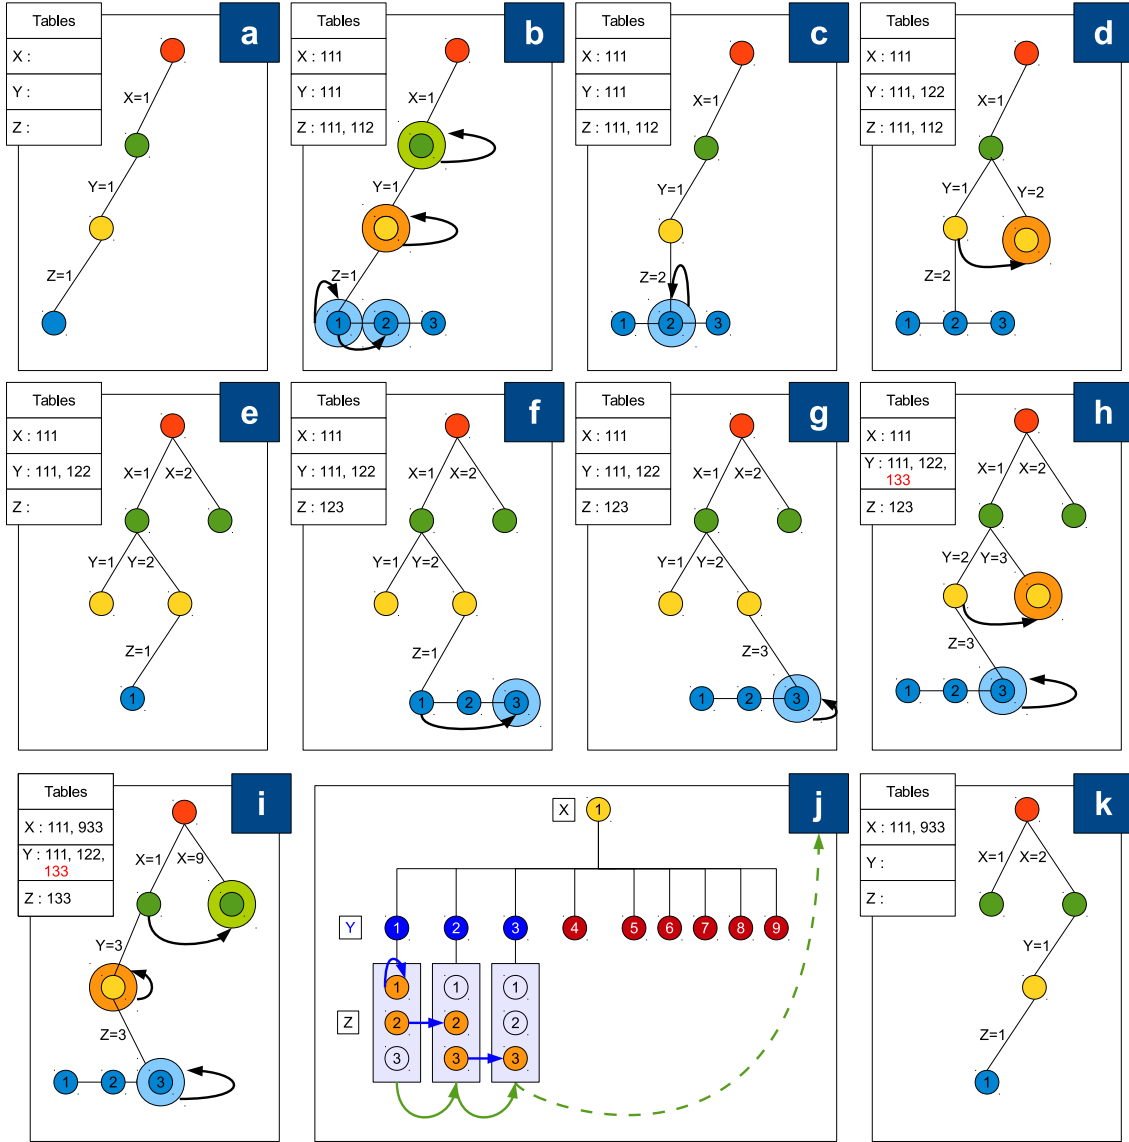 Tables
X :
Y :
Z :
a
X=1
Y=1
Z=1
Tables
X : 111
Y : 111
Z : 111, 112
b
X=1
Y=1
Z=1
1 2 3
Tables
X : 111
Y : 111
Z : 111, 112
c
X=1
Y=1
Z=2
1 2 3
Tables
X : 111
Y : 111, 122
Z : 111, 112
d
X=1
Y=1 Y=2
Z=2
1 2 3
Tables
X : 111
Y : 111, 122
Z :
e
X=1 X=2
Y=1 Y=2
Z=1
1
Tables
X : 111
Y : 111, 122
Z : 123
f
X=1 X=2
Y=1 Y=2
Z=1
1 2 3
Tables
X : 111
Y : 111, 122
Z : 123
g
X=1 X=2
Y=1 Y=2
Z=3
1 2 3
Tables
X : 111
Y : 111, 122,
133
Z : 123
h
X=1 X=2
Y=2 Y=3
Z=3
1 2 3
Tables
X : 111, 933
Y : 111, 122,
133
Z : 133
i
X=1 X=9
Y=3
Z=3
1 2 3
j
X 1
Y 1 2 3 4 5 6 7 8 9
1 1 1
Z 2 2 2
3 3 3
Tables
X : 111, 933
Y :
Z :
k
X=1 X=2
Y=1
Z=1
1